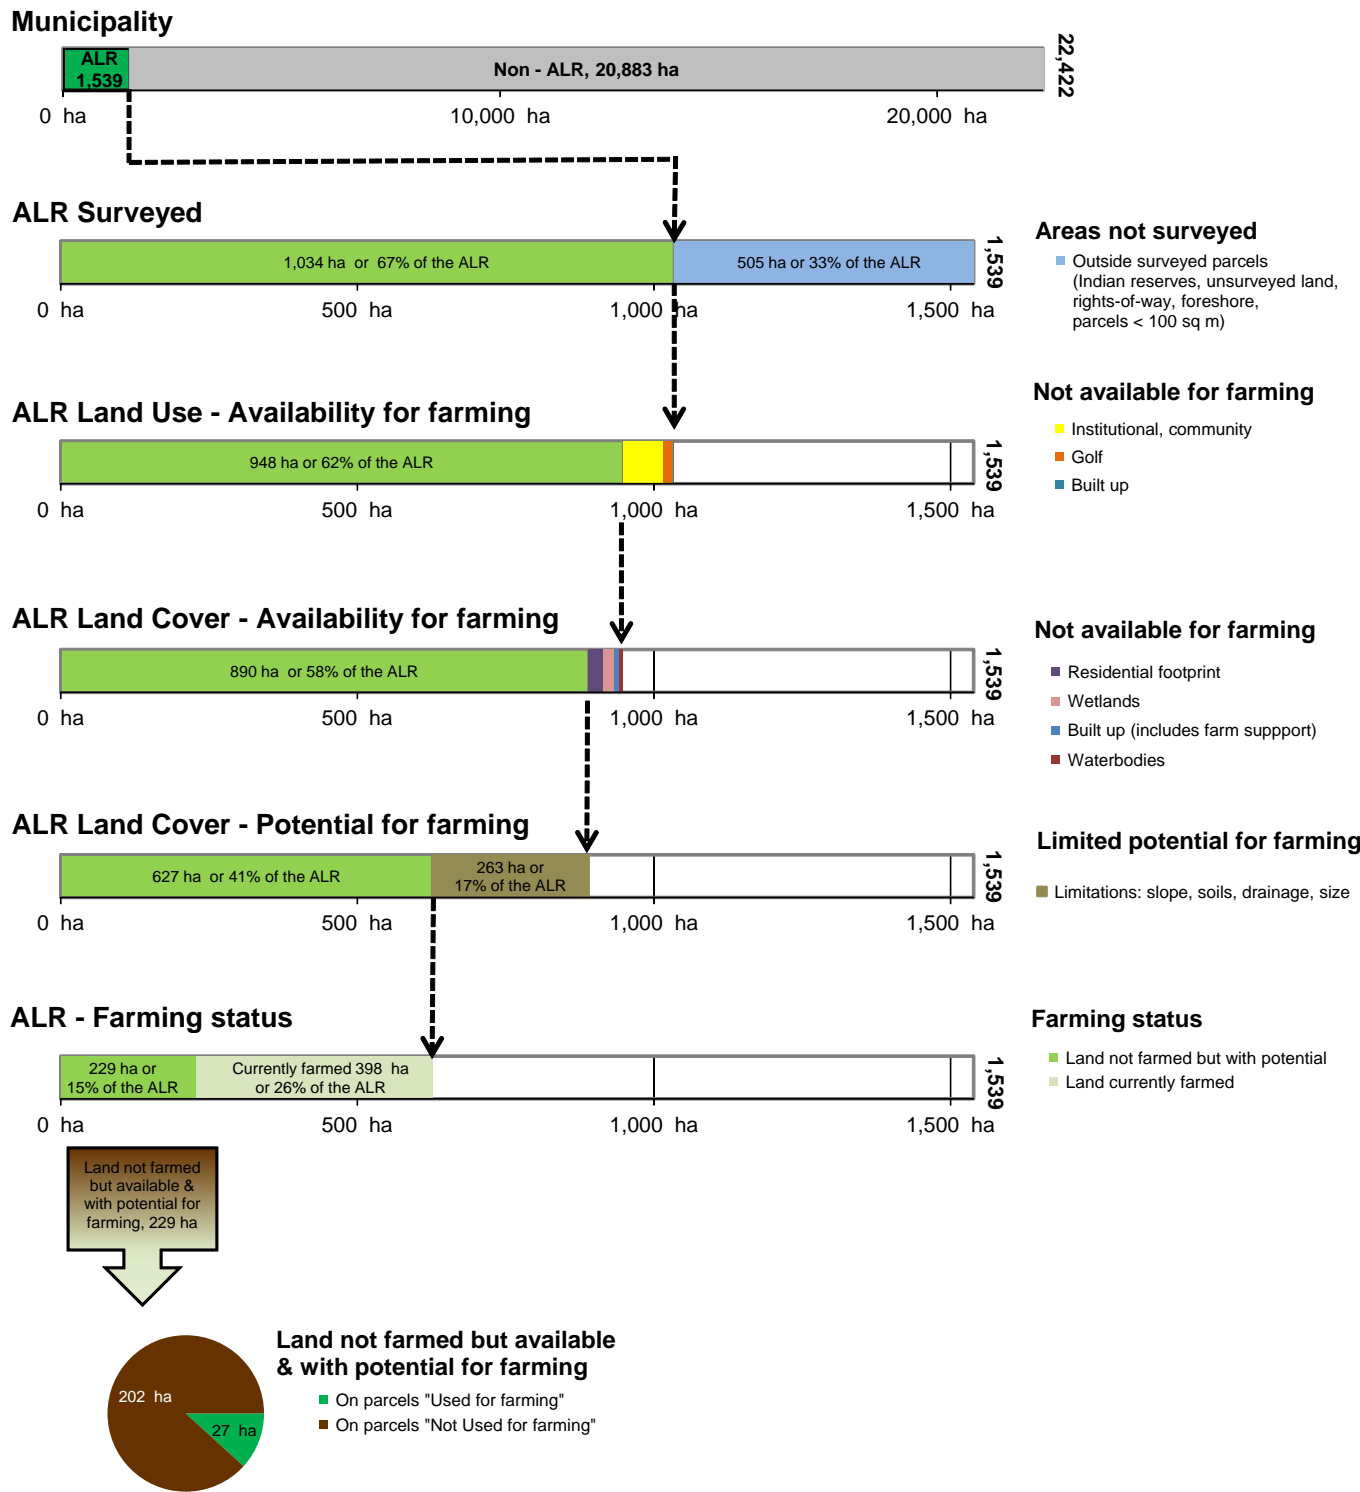 Municipality
ALR
1,539
Non - ALR, 20,883 ha
22,422
0 ha
10,000 ha
20,000 ha
ALR Surveyed
1,034 ha or 67% of the ALR
505 ha or 33% of the ALR
1,539
0 ha
500 ha
1,000 ha
1,500 ha
Areas not surveyed
Outside surveyed parcels
(Indian reserves, unsurveyed land,
rights-of-way, foreshore,
parcels < 100 sq m)
ALR Land Use - Availability for farming
948 ha or 62% of the ALR
1,539
0 ha
500 ha
1,000 ha
1,500 ha
Not available for farming
Institutional, community
Golf
Built up
ALR Land Cover - Availability for farming
890 ha or 58% of the ALR
1,539
0 ha
500 ha
1,000 ha
1,500 ha
Not available for farming
Residential footprint
Wetlands
Built up (includes farm suppport)
Waterbodies
ALR Land Cover - Potential for farming
627 ha or 41% of the ALR
263 ha or
17% of the ALR
1,539
0 ha
500 ha
1,000 ha
1,500 ha
Limited potential for farming
Limitations: slope, soils, drainage, size
ALR - Farming status
229 ha or
15% of the ALR
Currently farmed 398 ha
or 26% of the ALR
1,539
0 ha
500 ha
1,000 ha
1,500 ha
Farming status
Land not farmed but with potential
Land currently farmed
Land not farmed
but available &
with potential for
farming, 229 ha
202 ha
27 ha
Land not farmed but available
& with potential for farming
On parcels "Used for farming"
On parcels "Not Used for farming"